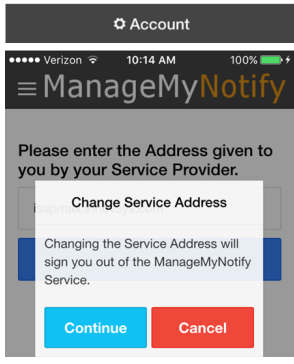 Account
Verizon 10:14 AM 100%
ManageMyNotify
Please enter the Address given to
you by your Service Provider.
Change Service Address
Changing the Service Address will
sign you out of the ManageMyNotify
Service.
Continue Cancel